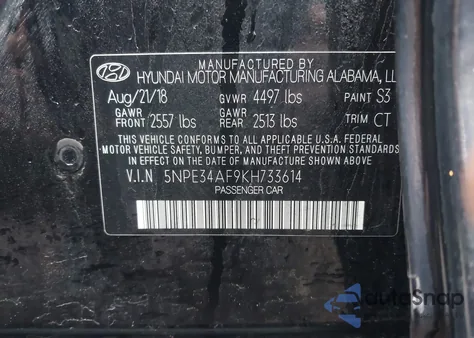 MANUFACTURED BY
HYUNDAI MOTOR MANUFACTURING ALABAMA, LL
Aug/21/18 GVWR 4497 lbs PAINT S3
GAWR FRONT 2557 lbs GAWR REAR 2513 lbs TRIM CT
THIS VEHICLE CONFORMS TO ALL APPLICABLE U.S.A. FEDERAL
MOTOR VEHICLE SAFETY, BUMPER, AND THEFT PREVENTION STANDARDS
IN EFFECT ON THE DATE OF MANUFACTURE SHOWN ABOVE.
V.I.N 5NPE34AF9KH733614
PASSENGER CAR
AutoSnap